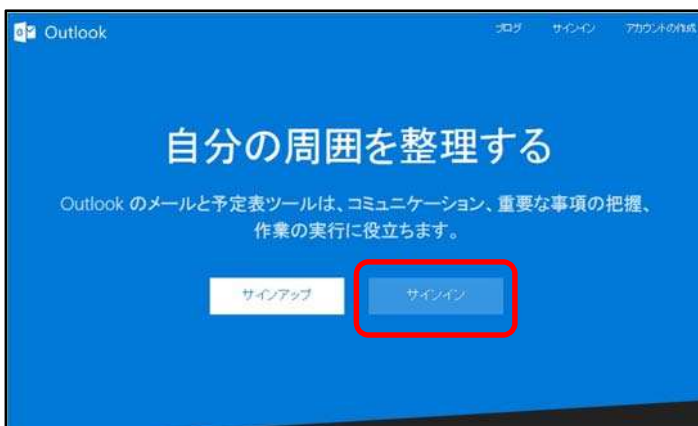 Outlook
ブログ サインイン アカウントの作成
自分の周囲を整理する
Outlook のメールと予定表ツールは、コミュニケーション、重要な事項の把握、
作業の実行に役立ちます。
サインアップ サインイン